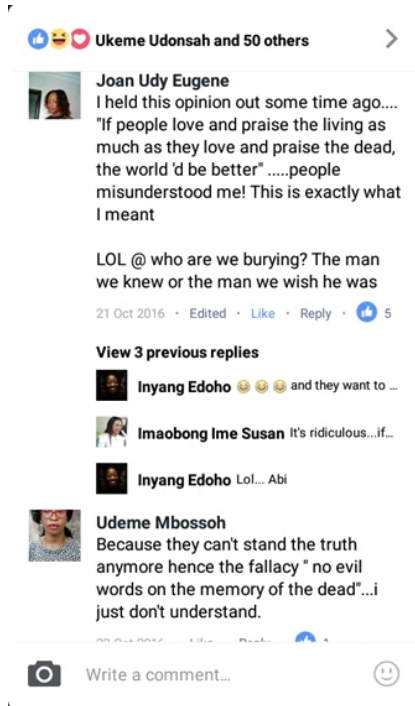 Ukeme Udonsah and 50 others
Joan Udy Eugene
I held this opinion out some time ago....
"If people love and praise the living as
much as they love and praise the dead,
the world 'd be better" .....people
misunderstood me! This is exactly what
I meant
LOL @ who are we burying? The man
we knew or the man we wish he was
21 Oct 2016 · Edited · Like · Reply · 5
View 3 previous replies
Inyang Edoho 😂 😂 😂 and they want to ...
Imaobong Ime Susan It's ridiculous...if...
Inyang Edoho Lol... Abi
Udeme Mbossoh
Because they can't stand the truth
anymore hence the fallacy " no evil
words on the memory of the dead"...i
just don't understand.
Write a comment...